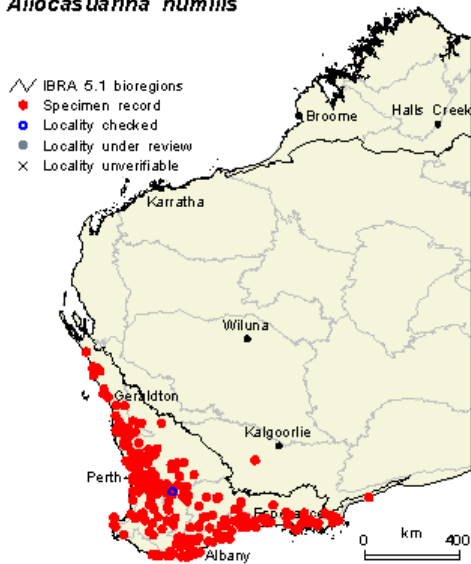 Allocasuarina humilis
IBRA 5.1 bioregions
Specimen record
Locality checked
Locality under review
Locality unverifiable
Broome
Halls Creek
Karratha
Wiluna
Geraldton
Kalgoorlie
Perth
Esperance
Albany
km
0 400